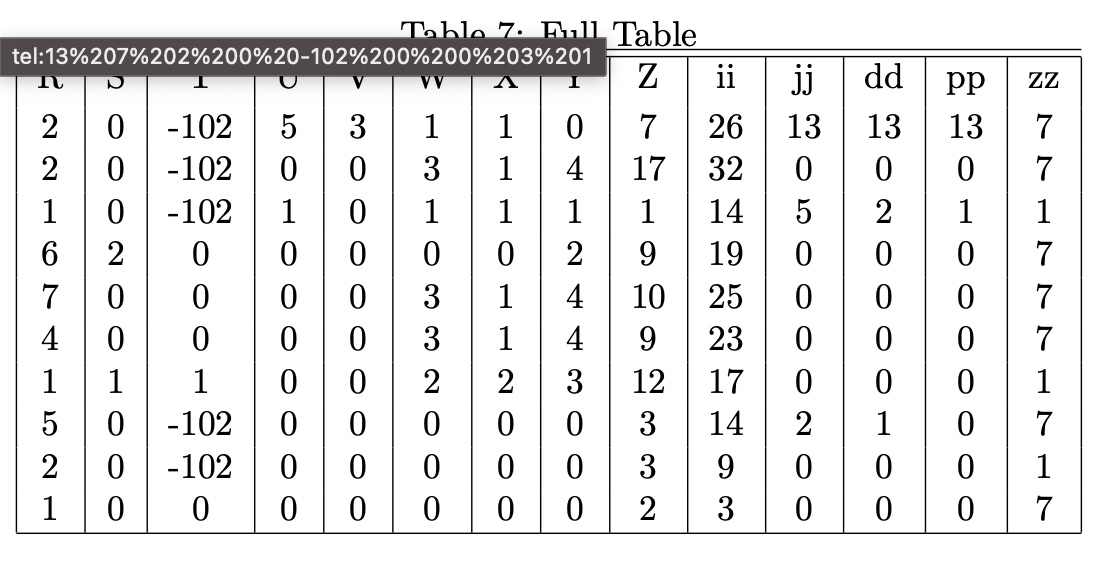 Table 7: Full Table
tel:13%207%202%200%20-102%200%200%203%201
R S T U V W X Y Z ii jj dd pp zz
2 0 -102 5 3 1 1 0 7 26 13 13 13 7
2 0 -102 0 0 3 1 4 17 32 0 0 0 7
1 0 -102 1 0 1 1 1 1 14 5 2 1 1
6 2 0 0 0 0 0 2 9 19 0 0 0 7
7 0 0 0 0 3 1 4 10 25 0 0 0 7
4 0 0 0 0 3 1 4 9 23 0 0 0 7
1 1 1 0 0 2 2 3 12 17 0 0 0 1
5 0 -102 0 0 0 0 0 3 14 2 1 0 7
2 0 -102 0 0 0 0 0 3 9 0 0 0 1
1 0 0 0 0 0 0 0 2 3 0 0 0 7